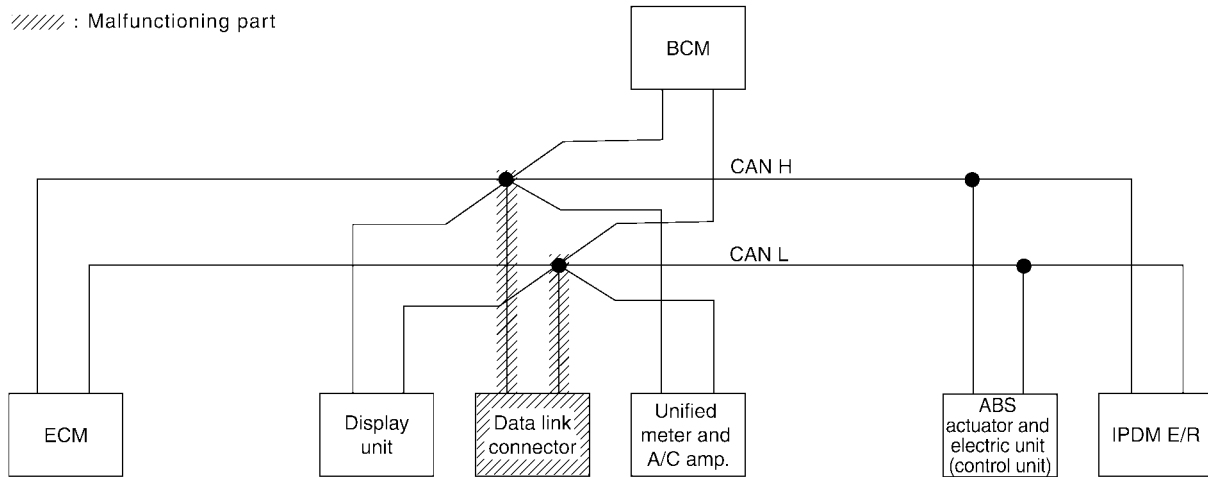 : Malfunctioning part
BCM
CAN H
CAN L
ECM
Display
unit
Data link
connector
Unified
meter and
A/C amp.
ABS
actuator and
electric unit
(control unit)
IPDM E/R